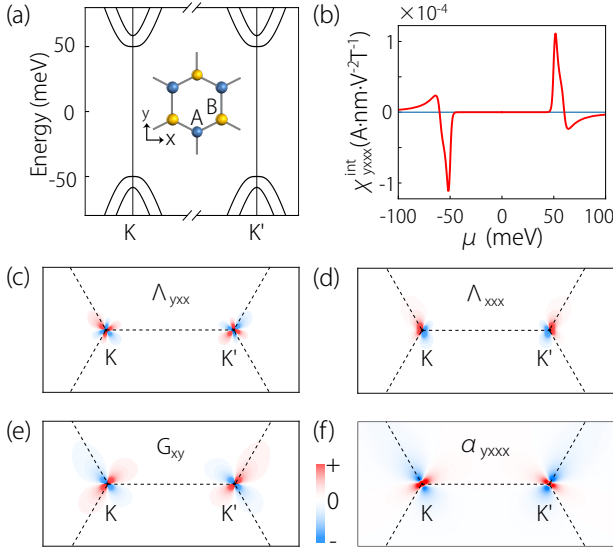 (a)
Energy (meV)
50
0
-50
A
B
y
x
K
K'
(b)
×10⁻⁴
χ^int_yxxx(A·nm·V⁻²T⁻¹)
1
0
-1
-100
-50
0
50
100
μ (meV)
(c)
Λ_yxx
K
K'
(d)
Λ_xxx
K
K'
(e)
G_xy
K
K'
+
0
-
(f)
α_yxxx
K
K'